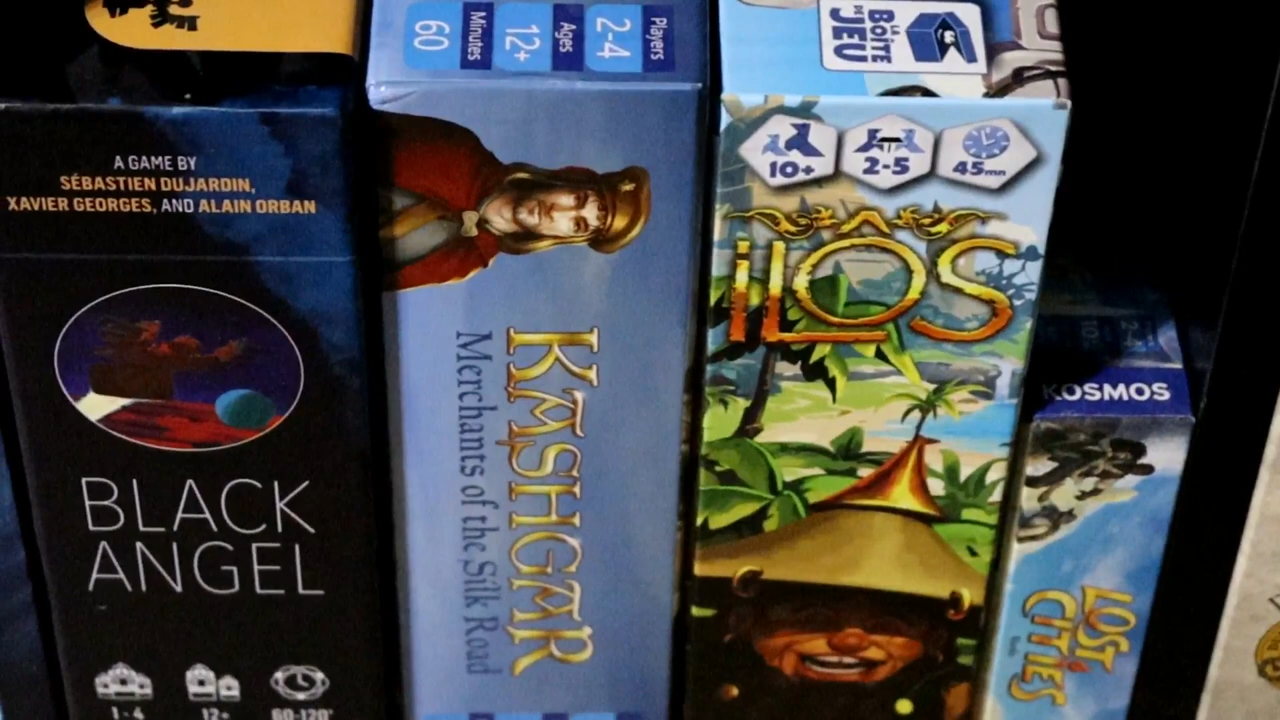 A GAME BY
SÉBASTIEN DUJARDIN,
XAVIER GEORGES, AND ALAIN ORBAN
BLACK
ANGEL
1-4
12+
60-120'
Players
2-4
Ages
12+
Minutes
60
KASHGAR
Merchants of the Silk Road
LA
BOÎTE
DE
JEU
10+
2-5
45mn
îLÔS
KOSMOS
LOST
CITIES